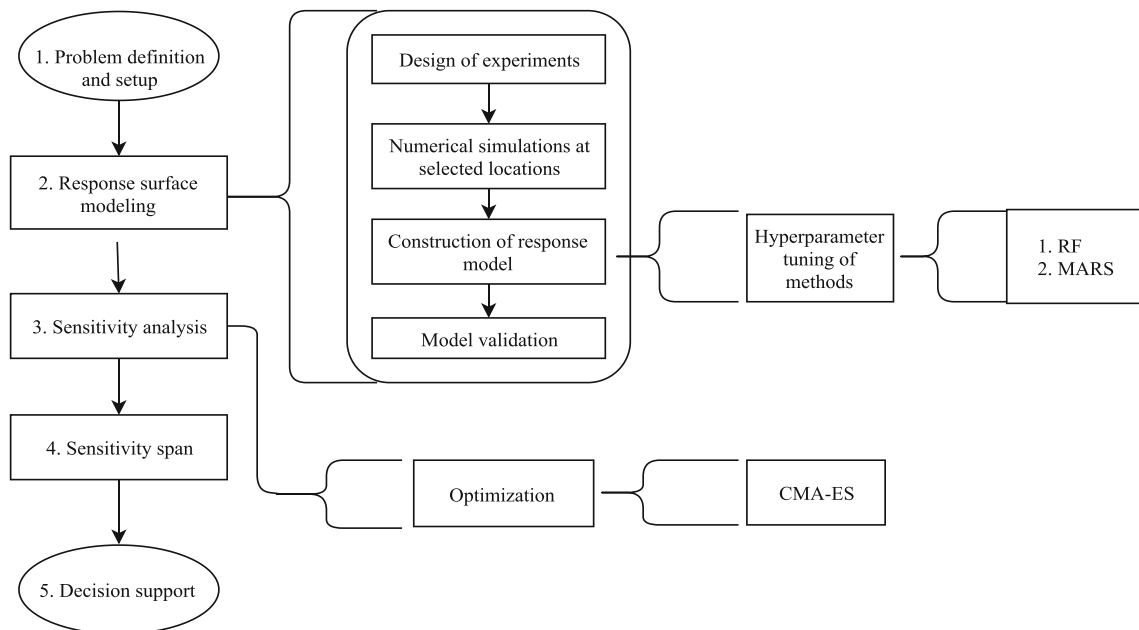 1. Problem definition
and setup
2. Response surface
modeling
3. Sensitivity analysis
4. Sensitivity span
5. Decision support
Design of experiments
Numerical simulations at
selected locations
Construction of response
model
Model validation
Hyperparameter
tuning of
methods
1. RF
2. MARS
Optimization
CMA-ES